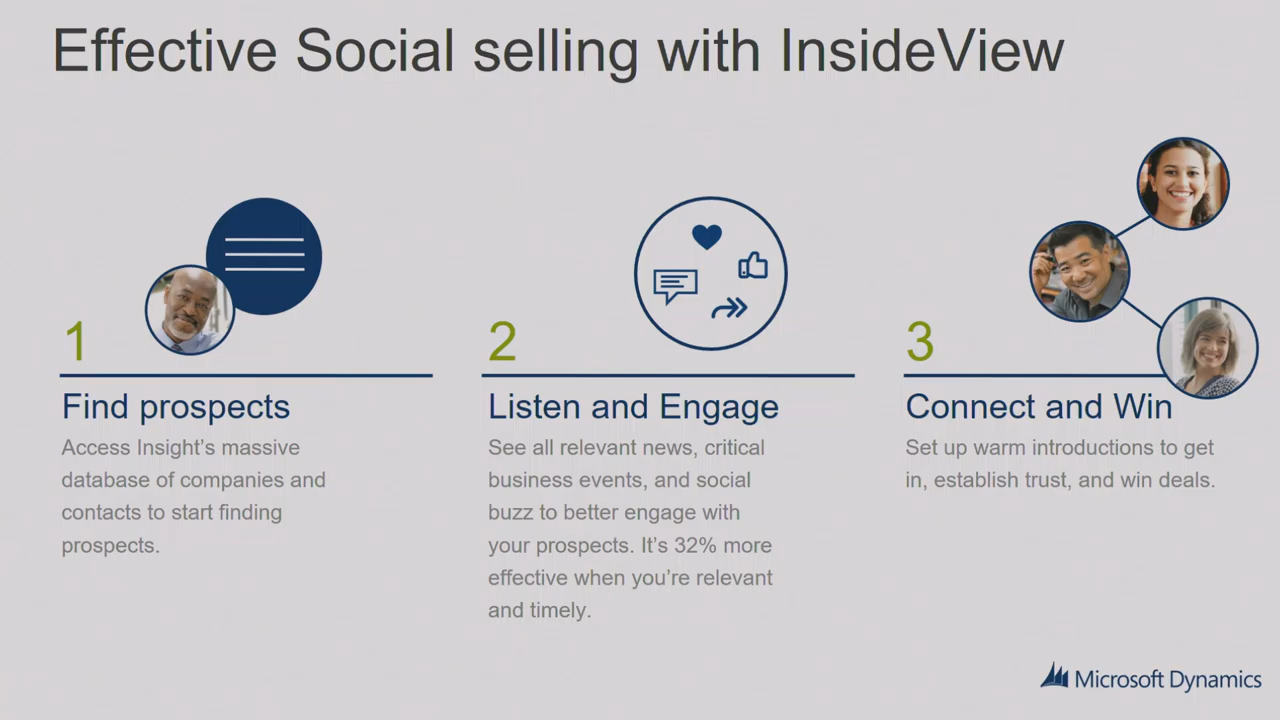 Effective Social selling with InsideView
1
Find prospects
Access Insight's massive
database of companies and
contacts to start finding
prospects.
2
Listen and Engage
See all relevant news, critical
business events, and social
buzz to better engage with
your prospects. It's 32% more
effective when you're relevant
and timely.
3
Connect and Win
Set up warm introductions to get
in, establish trust, and win deals.
Microsoft Dynamics